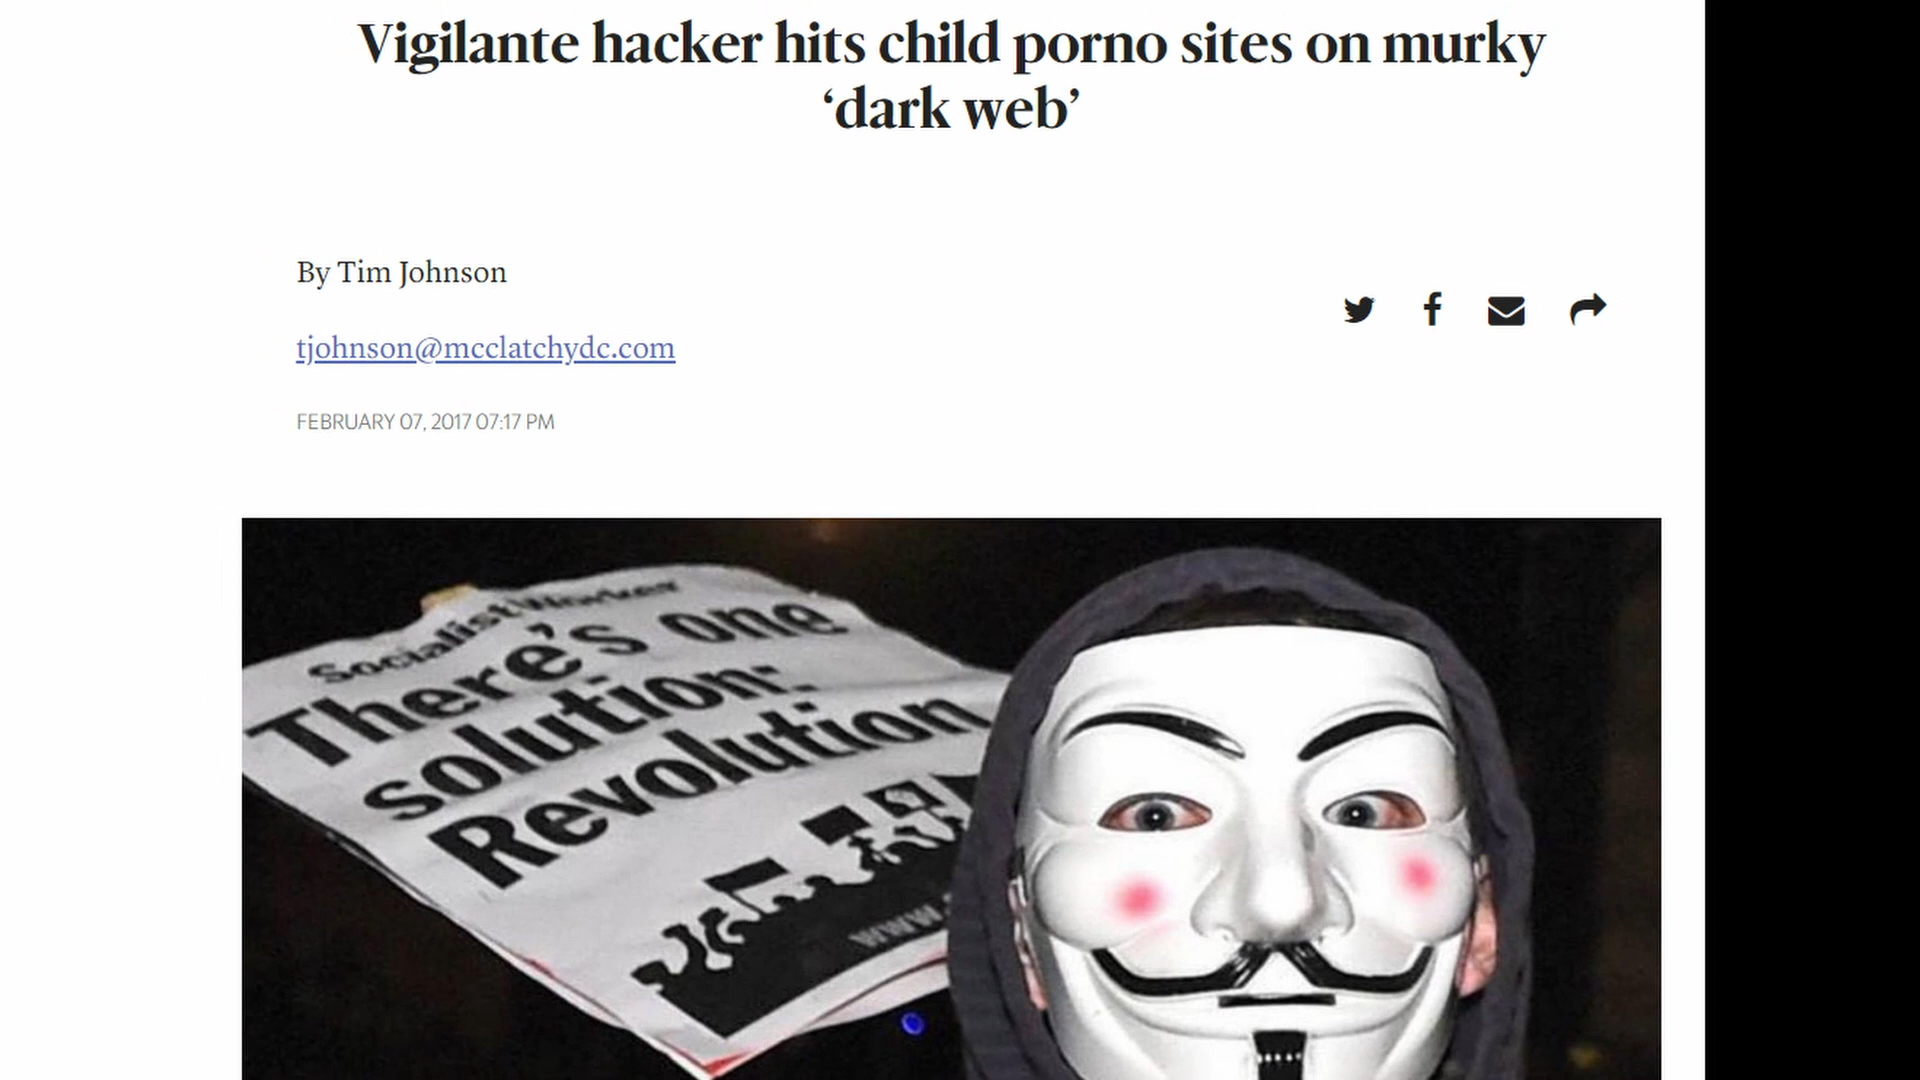 Vigilante hacker hits child porno sites on murky
‘dark web’
By Tim Johnson
tjohnson@mcclatchydc.com
FEBRUARY 07, 2017 07:17 PM
Socialist Worker
There's one
solution:
Revolution
www.